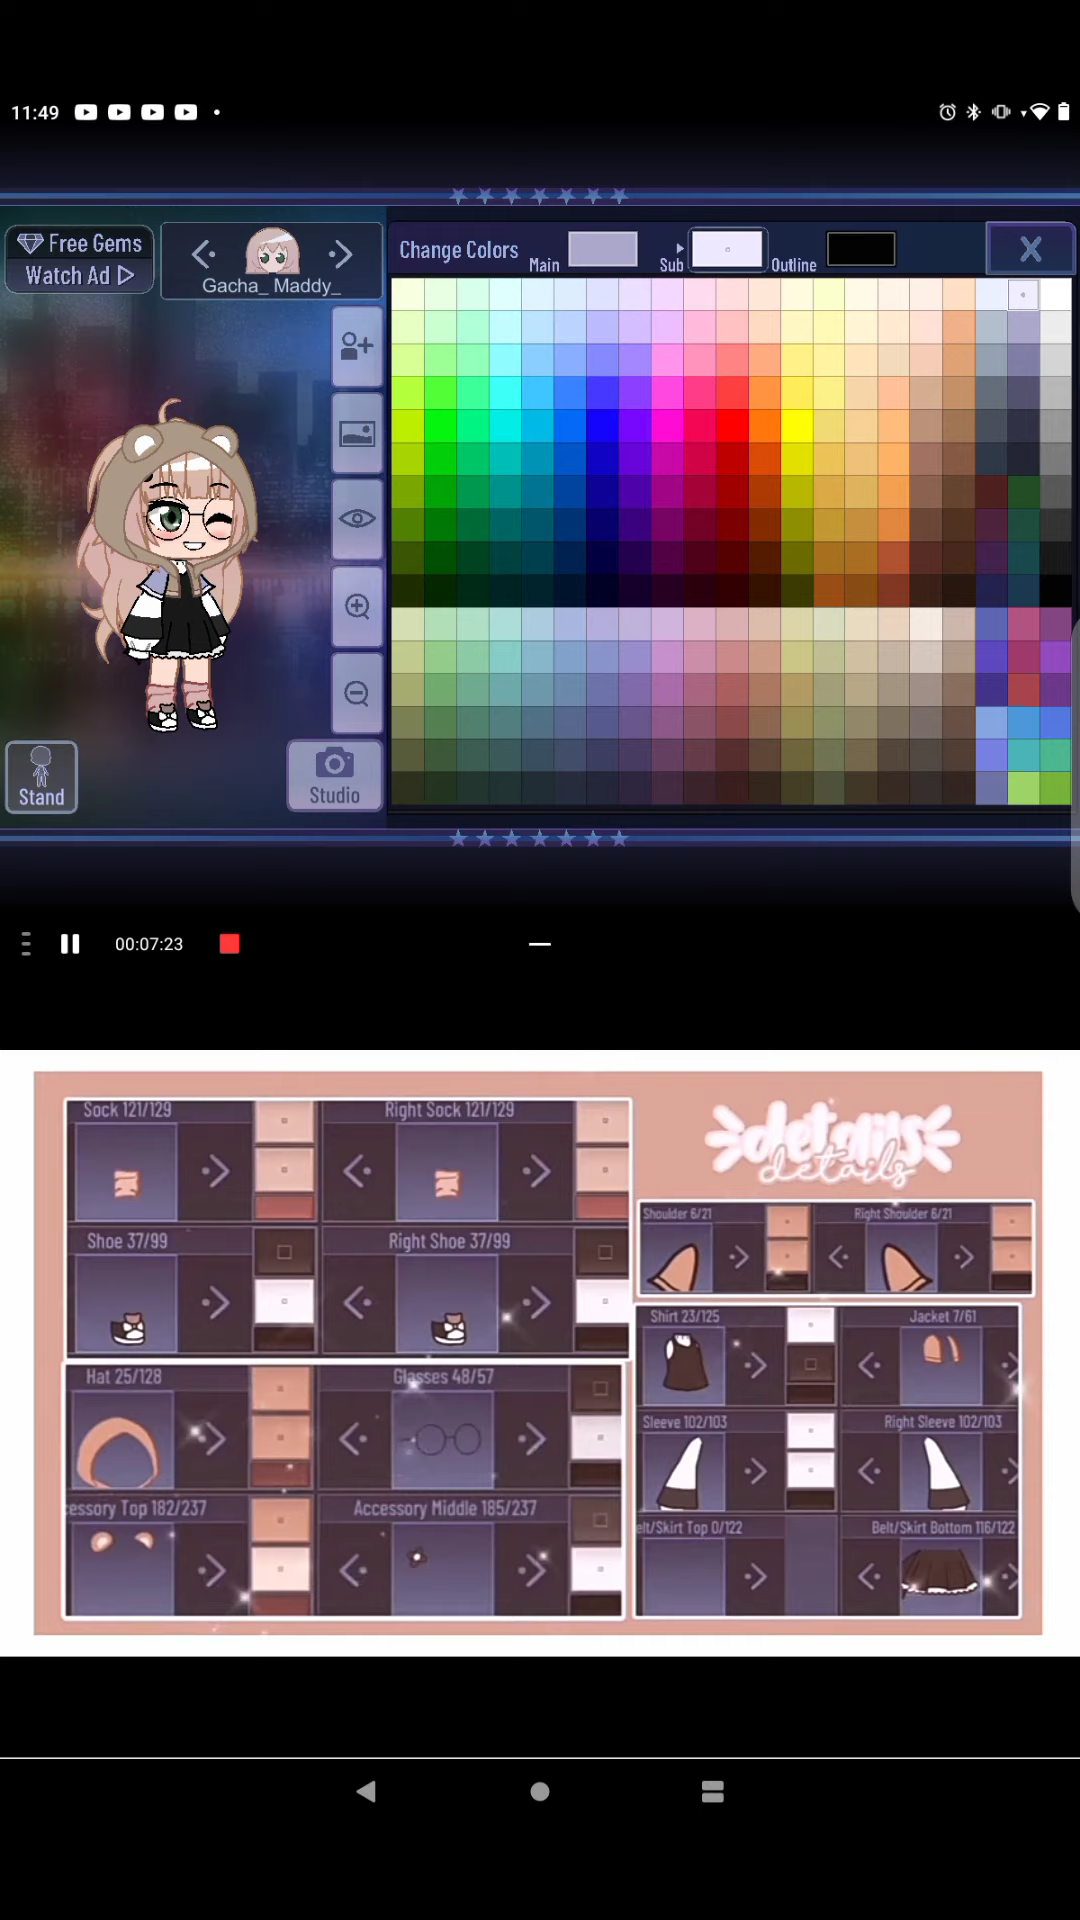 11:49
Free Gems
Watch Ad
Gacha_ Maddy_
Change Colors
Main
Sub
Outline
X
Stand
Studio
00:07:23
Sock 121/129
Right Sock 121/129
Shoe 37/99
Right Shoe 37/99
Hat 25/128
Glasses 48/57
cessory Top 182/237
Accessory Middle 185/237
details
details
Shoulder 6/21
Right Shoulder 6/21
Shirt 23/125
Jacket 7/61
Sleeve 102/103
Right Sleeve 102/103
elt/Skirt Top 0/122
Belt/Skirt Bottom 116/122